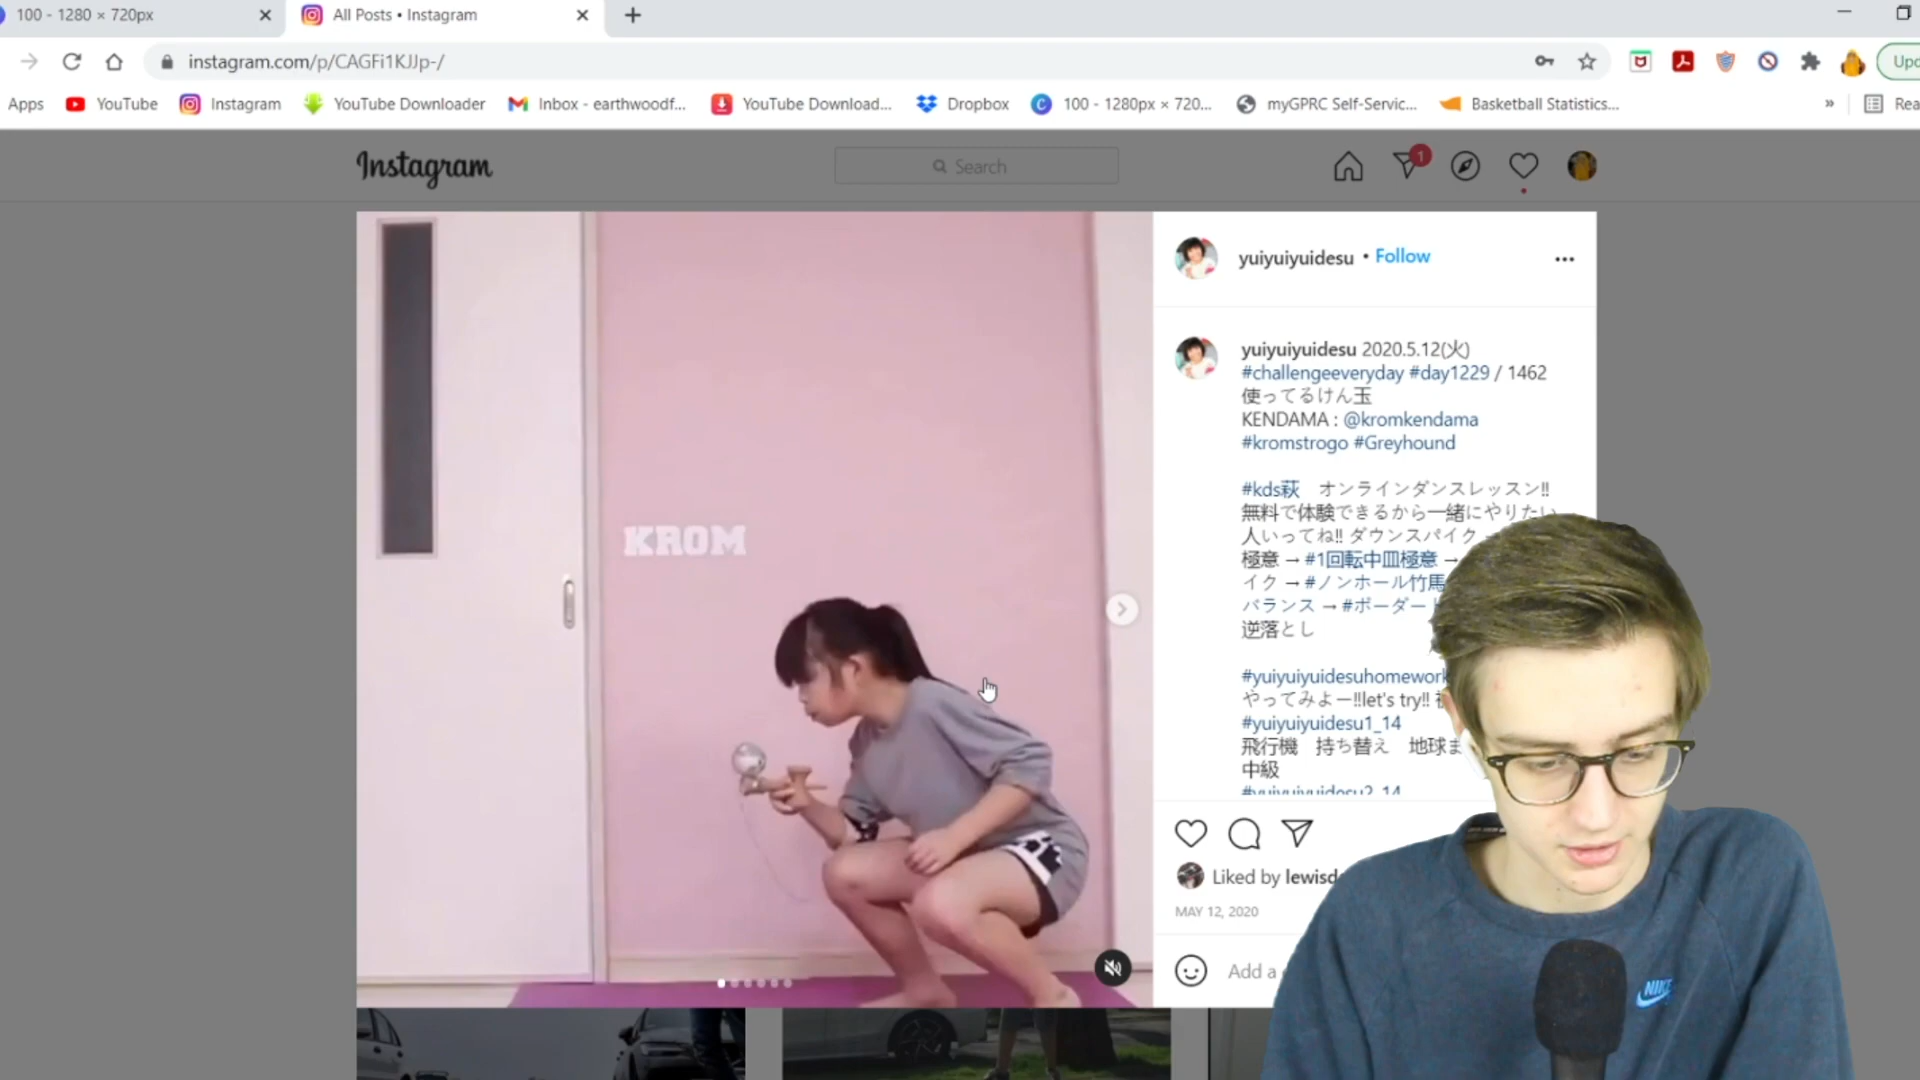 100 - 1280 × 720px
All Posts • Instagram
instagram.com/p/CAGFi1KJJp-/
Apps YouTube Instagram YouTube Downloader Inbox - earthwoodf... YouTube Download... Dropbox 100 - 1280px × 720... myGPRC Self-Servic... Basketball Statistics... »
Instagram
Search
1
yuiyuiyuidesu • Follow
KROM
yuiyuiyuidesu 2020.5.12(火)
#challengeeveryday #day1229 / 1462
使ってるけん玉
KENDAMA : @kromkendama
#kromstrogo #Greyhound
#kds萩 オンラインダンスレッスン!!
無料で体験できるから一緒にやりたい
人いってね!! ダウンスパイク
極意 → #1回転中皿極意 →
イク → #ノンホール竹馬
バランス → #ボーダー
逆落とし
#yuiyuiyuidesuhomework
やってみよー!!let's try!!
#yuiyuiyuidesu1_14
飛行機 持ち替え 地球ま
中級
#yuiyuiyuidesu2_14
Liked by
MAY 12, 2020
Add a
NIKE